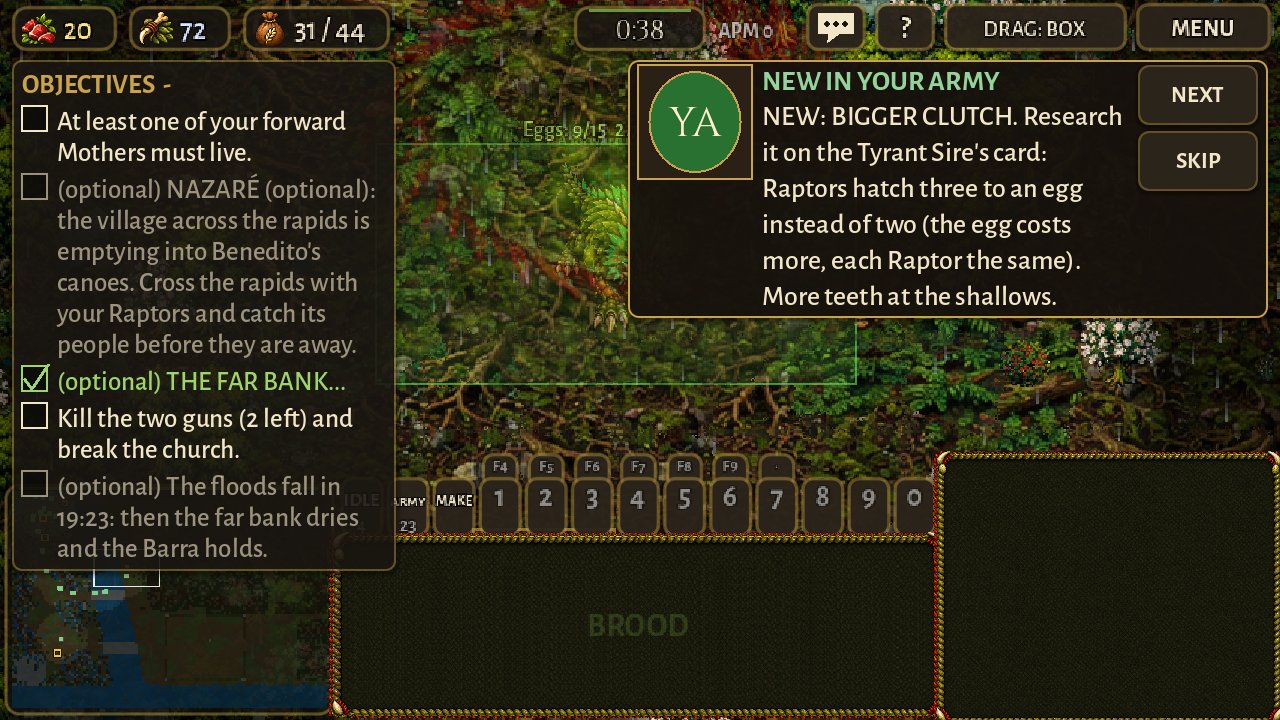 20
72
31 / 44
0:38
APM 0
?
DRAG: BOX
MENU
OBJECTIVES -
At least one of your forward
Mothers must live.
(optional) NAZARÉ (optional):
the village across the rapids is
emptying into Benedito's
canoes. Cross the rapids with
your Raptors and catch its
people before they are away.
(optional) THE FAR BANK...
Kill the two guns (2 left) and
break the church.
(optional) The floods fall in
19:23: then the far bank dries
and the Barra holds.
Eggs: 9/15 2
YA
NEW IN YOUR ARMY
NEW: BIGGER CLUTCH. Research
it on the Tyrant Sire's card:
Raptors hatch three to an egg
instead of two (the egg costs
more, each Raptor the same).
More teeth at the shallows.
NEXT
SKIP
F4 F5 F6 F7 F8 F9
IDLE ARMY MAKE 1 2 3 4 5 6 7 8 9 0
23
BROOD